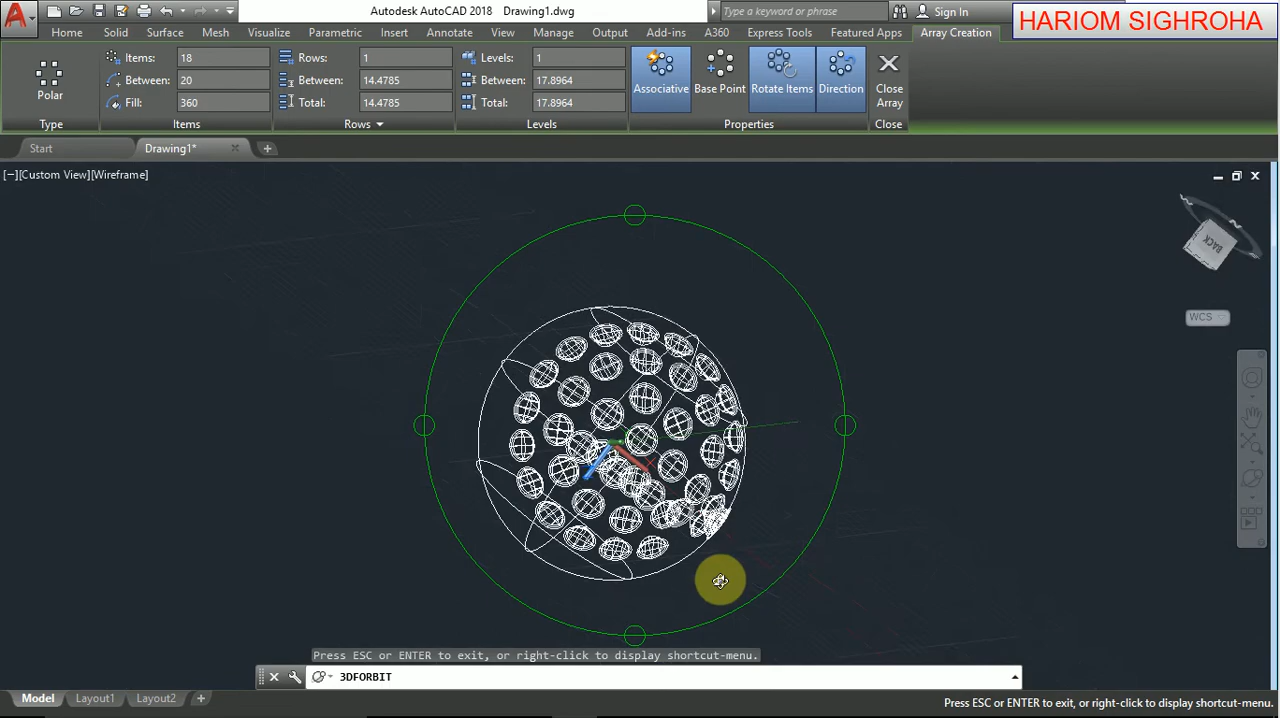 Autodesk AutoCAD 2018 Drawing1.dwg
Type a keyword or phrase
Sign In
HARIOM SIGHROHA
Home Solid Surface Mesh Visualize Parametric Insert Annotate View Manage Output Add-ins A360 Express Tools Featured Apps Array Creation
Polar
Items: 18
Between: 20
Fill: 360
Rows: 1
Between: 14.4785
Total: 14.4785
Levels: 1
Between: 17.8964
Total: 17.8964
Associative
Base Point
Rotate Items
Direction
Close
Array
Type Items Rows Levels Properties Close
Start Drawing1*
[−][Custom View][Wireframe]
BACK
WCS
Press ESC or ENTER to exit, or right-click to display shortcut-menu.
3DFORBIT
Model Layout1 Layout2
Press ESC or ENTER to exit, or right-click to display shortcut-menu.